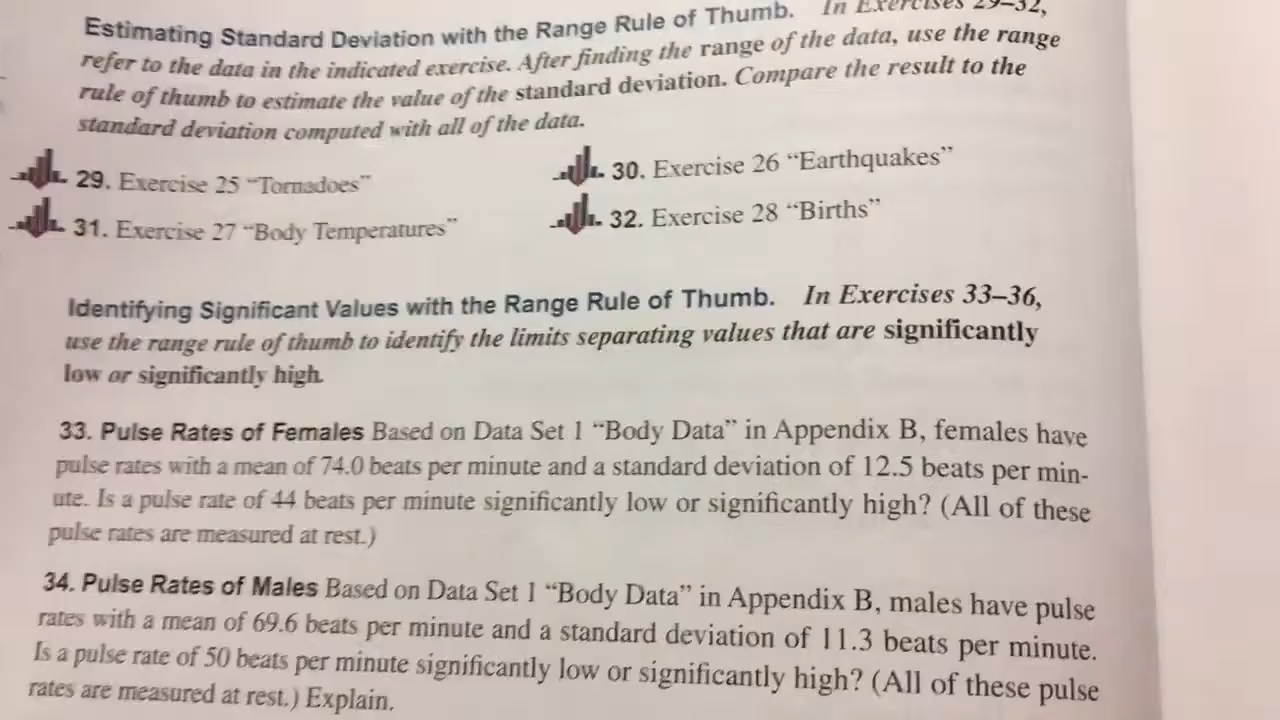 Estimating Standard Deviation with the Range Rule of Thumb. In Exercises 29–32,
refer to the data in the indicated exercise. After finding the range of the data, use the range
rule of thumb to estimate the value of the standard deviation. Compare the result to the
standard deviation computed with all of the data.
29. Exercise 25 “Tornadoes” 30. Exercise 26 “Earthquakes”
31. Exercise 27 “Body Temperatures” 32. Exercise 28 “Births”
Identifying Significant Values with the Range Rule of Thumb. In Exercises 33–36,
use the range rule of thumb to identify the limits separating values that are significantly
low or significantly high.
33. Pulse Rates of Females Based on Data Set 1 “Body Data” in Appendix B, females have
pulse rates with a mean of 74.0 beats per minute and a standard deviation of 12.5 beats per min-
ute. Is a pulse rate of 44 beats per minute significantly low or significantly high? (All of these
pulse rates are measured at rest.)
34. Pulse Rates of Males Based on Data Set 1 “Body Data” in Appendix B, males have pulse
rates with a mean of 69.6 beats per minute and a standard deviation of 11.3 beats per minute.
Is a pulse rate of 50 beats per minute significantly low or significantly high? (All of these pulse
rates are measured at rest.) Explain.